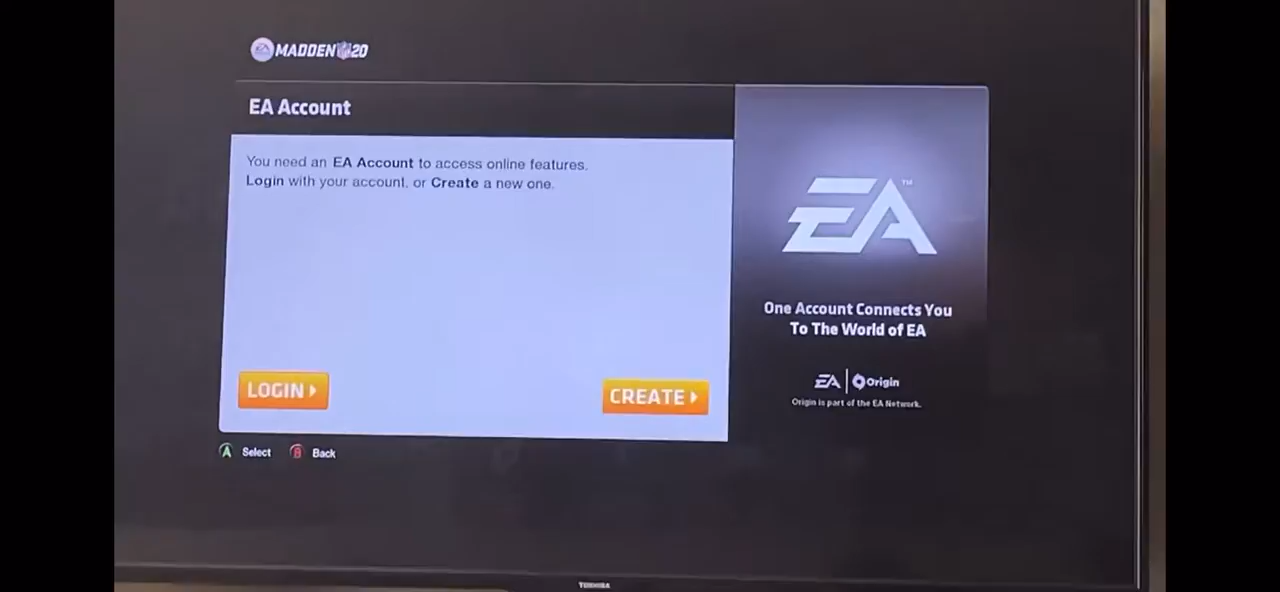 EA MADDEN NFL 20
EA Account
You need an EA Account to access online features.
Login with your account, or Create a new one.
LOGIN
CREATE
A Select B Back
EA™
One Account Connects You
To The World of EA
EA | Origin
Origin is part of the EA Network.
TOSHIBA